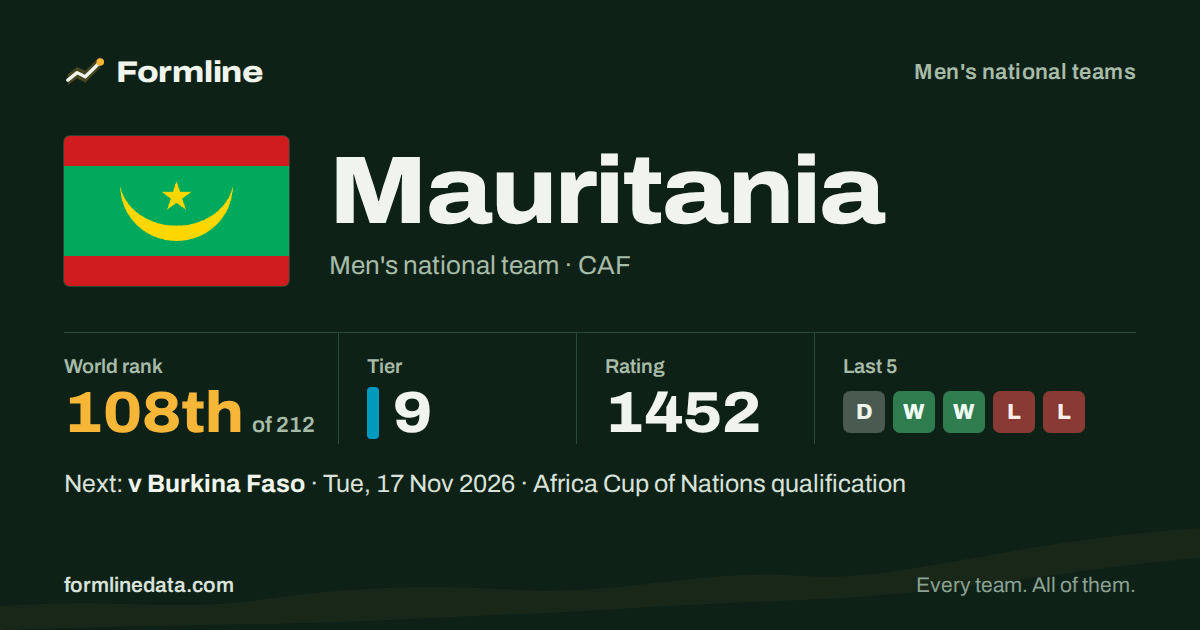 Formline
Men's national teams
Mauritania
Men's national team · CAF
World rank
108th of 212
Tier
9
Rating
1452
Last 5
D W W L L
Next: v Burkina Faso · Tue, 17 Nov 2026 · Africa Cup of Nations qualification
formlinedata.com
Every team. All of them.